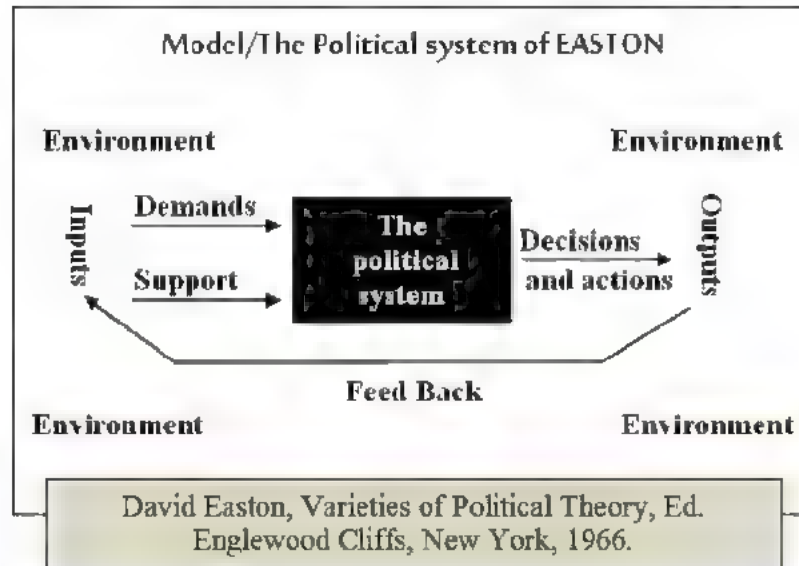 Model/The Political system of EASTON
Environment
Environment
Inputs
Demands
Support
The
political
system
Decisions
and actions
Outputs
Feed Back
Environment
Environment
David Easton, Varieties of Political Theory, Ed.
Englewood Cliffs, New York, 1966.